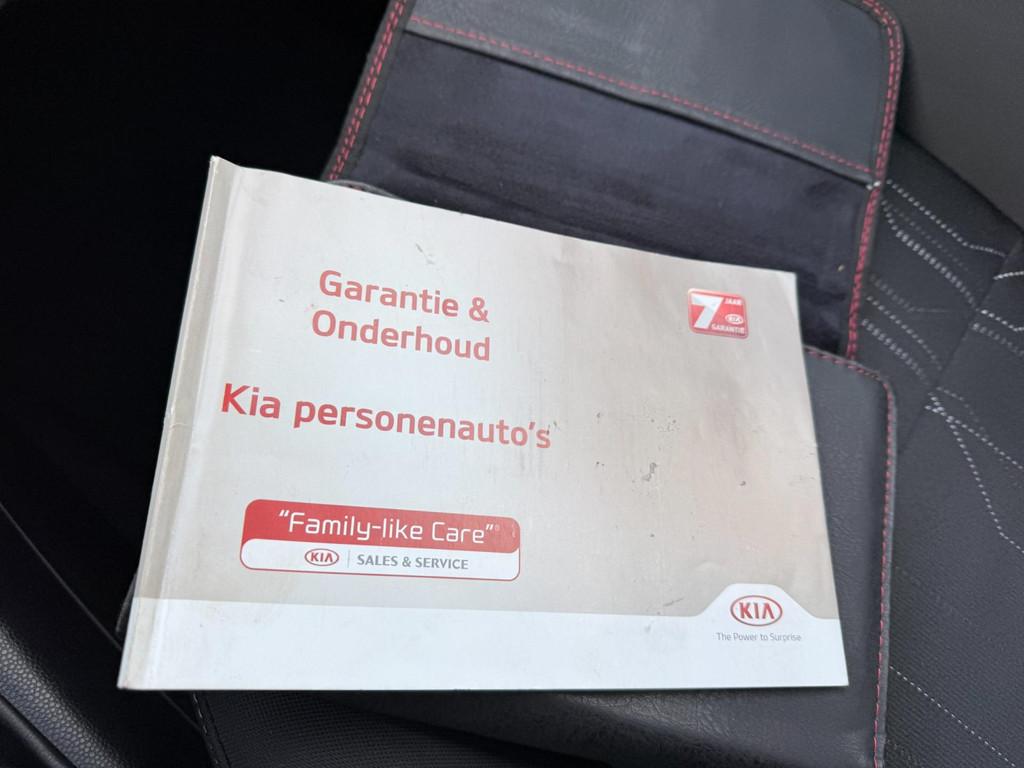 Garantie &
Onderhoud
7 JAAR
KIA
GARANTIE
Kia personenauto's
"Family-like Care"®
KIA | SALES & SERVICE
KIA
The Power to Surprise